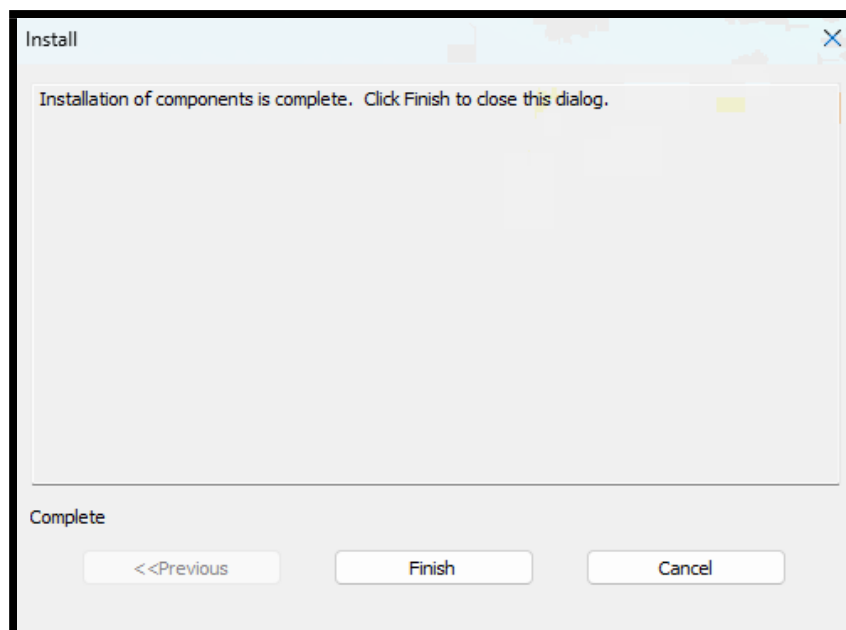 Install
Installation of components is complete.  Click Finish to close this dialog.
Complete
<<Previous
Finish
Cancel